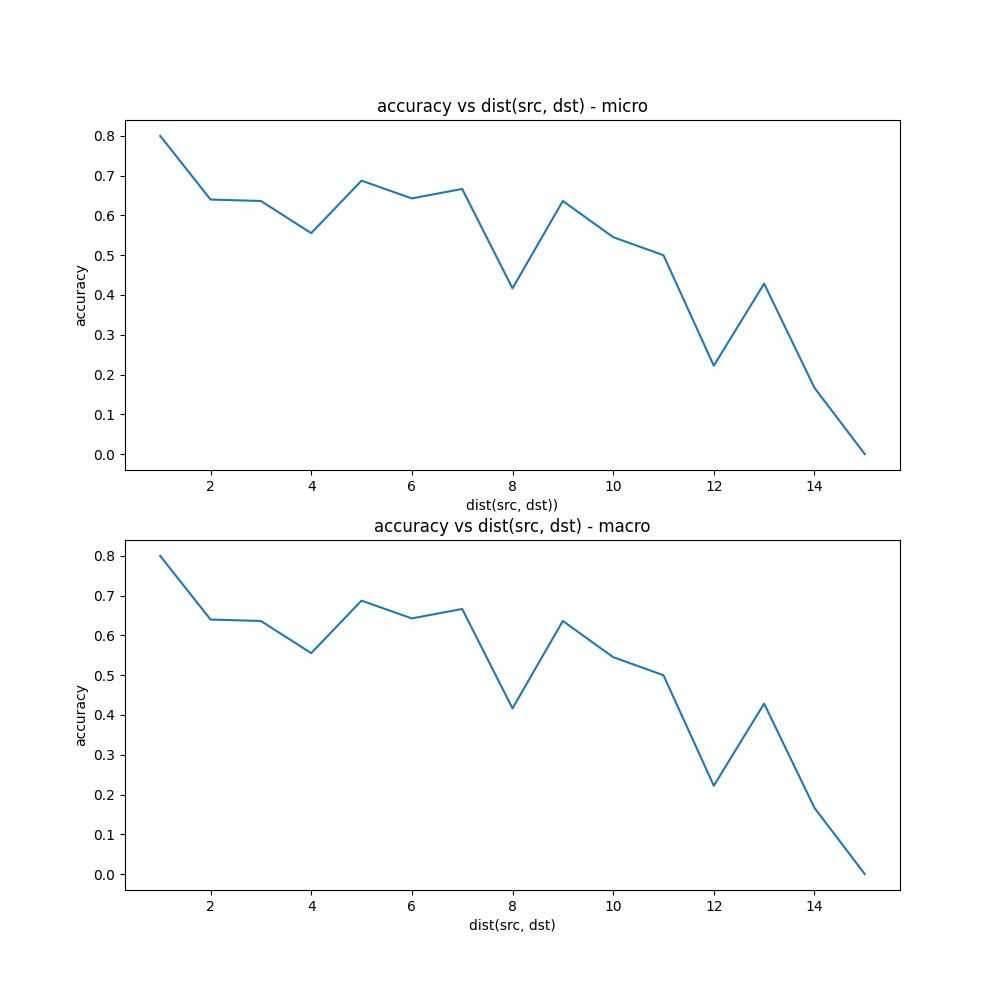 accuracy vs dist(src, dst) - micro
0.8
0.7
0.6
0.5
0.4
0.3
0.2
0.1
0.0
accuracy
2 4 6 8 10 12 14
dist(src, dst))
accuracy vs dist(src, dst) - macro
0.8
0.7
0.6
0.5
0.4
0.3
0.2
0.1
0.0
accuracy
2 4 6 8 10 12 14
dist(src, dst)